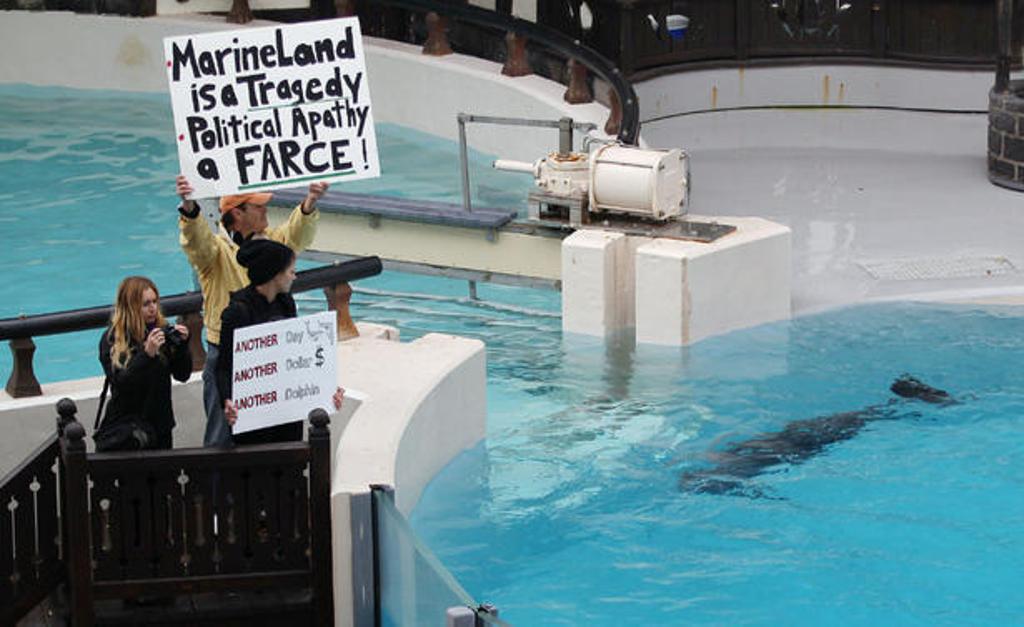 MarineLand
is a Tragedy
Political Apathy
a FARCE!
ANOTHER Day
ANOTHER Dollar $
ANOTHER Dolphin